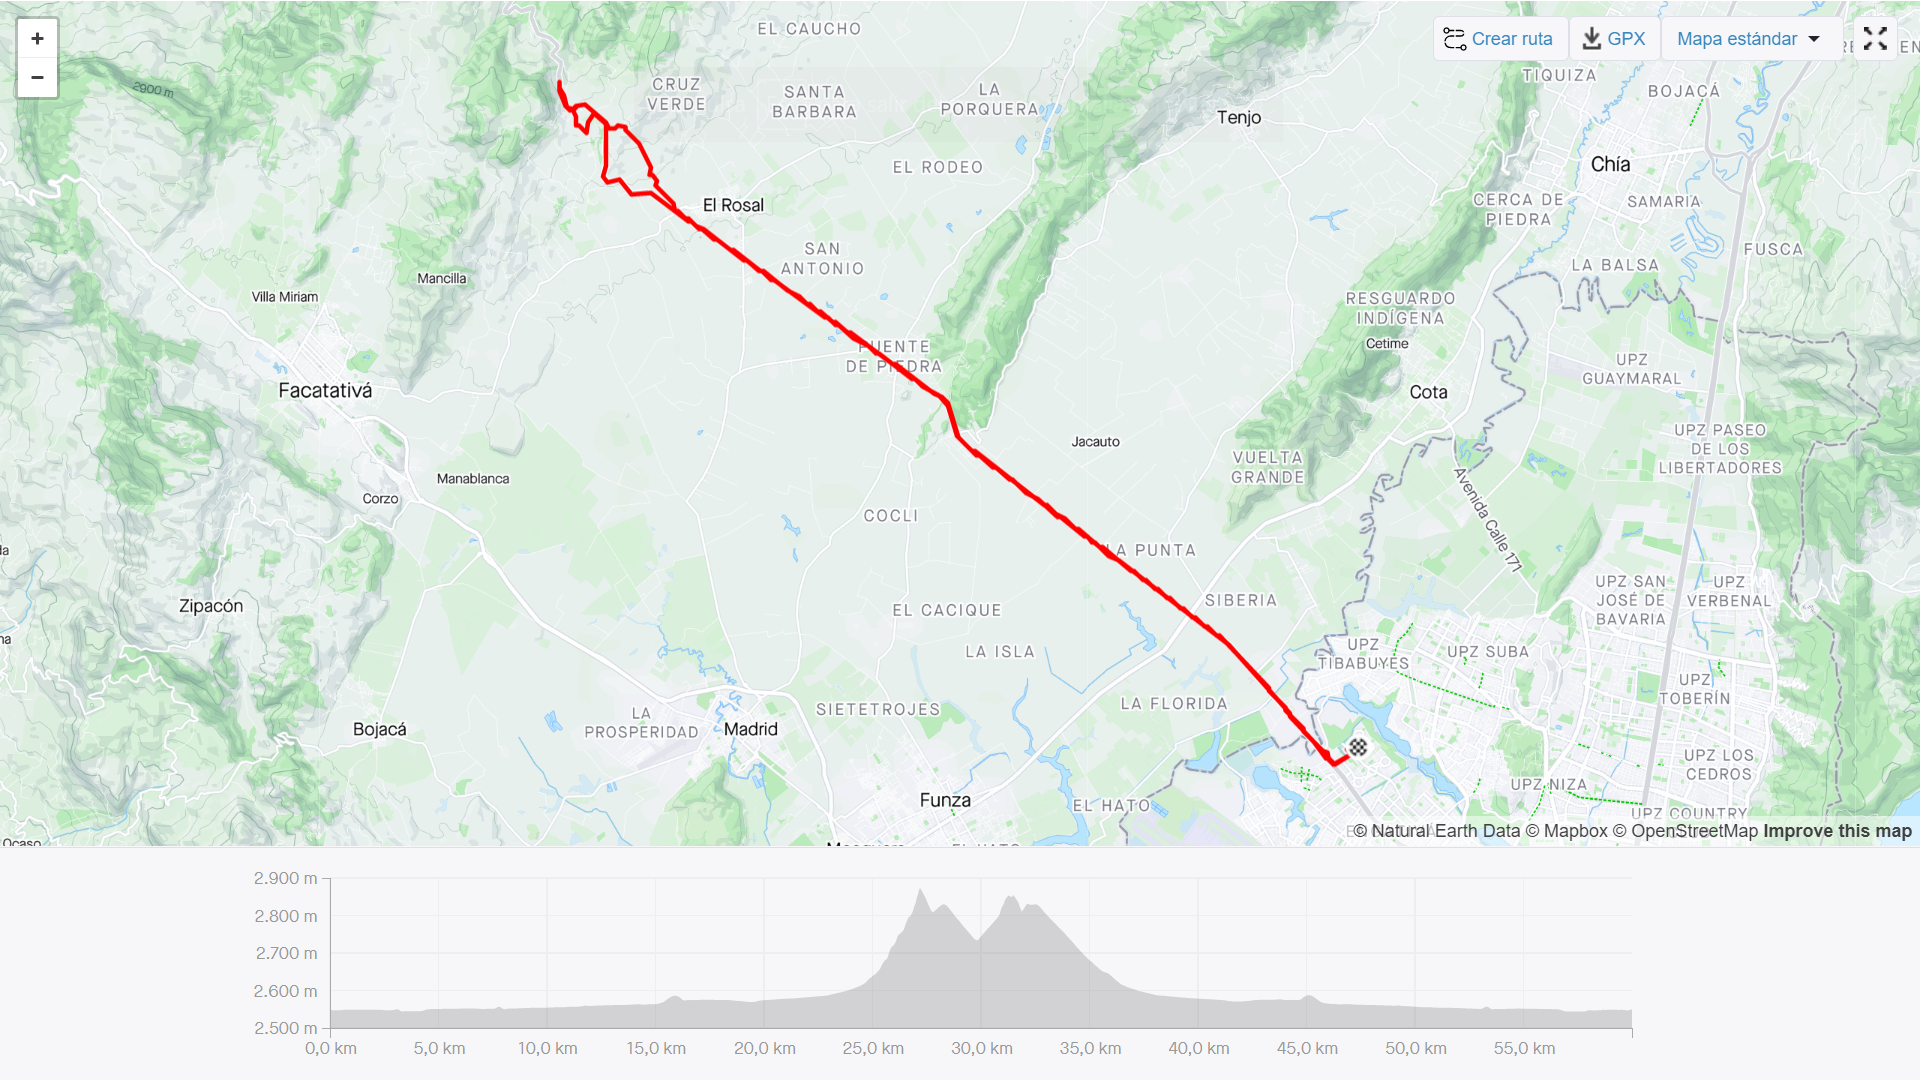 +
−
EL CAUCHO
Crear ruta
GPX
Mapa estándar
2900 m
CRUZ
VERDE
SANTA
BARBARA
LA
PORQUERA
TIQUIZA
BOJACÁ
Tenjo
Chía
EL RODEO
CERCA DE
PIEDRA
SAMARIA
El Rosal
SAN
ANTONIO
FUSCA
LA BALSA
Mancilla
Villa Miriam
RESGUARDO
INDÍGENA
Cetime
PUENTE
DE PIEDRA
UPZ
GUAYMARAL
Facatativá
Cota
Jacauto
UPZ PASEO
DE LOS
LIBERTADORES
VUELTA
GRANDE
Manablanca
Corzo
Avenida Calle 171
COCLI
LA PUNTA
Zipacón
UPZ SAN
JOSÉ DE
BAVARIA
UPZ
VERBENAL
EL CACIQUE
SIBERIA
LA ISLA
UPZ
TIBABUYES
UPZ SUBA
UPZ
TOBERÍN
LA
PROSPERIDAD
SIETETROJES
LA FLORIDA
Bojacá
Madrid
UPZ LOS
CEDROS
UPZ NIZA
Funza
EL HATO
UPZ COUNTRY
© Natural Earth Data © Mapbox © OpenStreetMap Improve this map
Ocaso
2.900 m
2.800 m
2.700 m
2.600 m
2.500 m
0,0 km
5,0 km
10,0 km
15,0 km
20,0 km
25,0 km
30,0 km
35,0 km
40,0 km
45,0 km
50,0 km
55,0 km